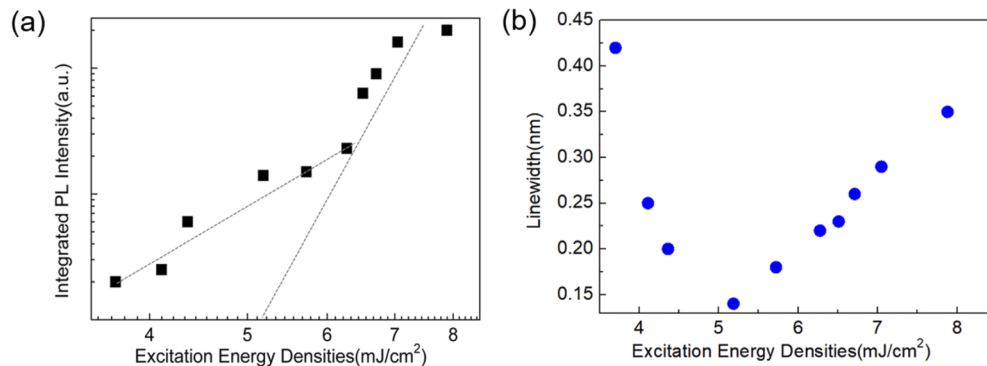 (a)
Integrated PL Intensity(a.u.)
4 5 6 7 8
Excitation Energy Densities(mJ/cm²)
(b)
Linewidth(nm)
0.45
0.40
0.35
0.30
0.25
0.20
0.15
4 5 6 7 8
Excitation Energy Densities(mJ/cm²)